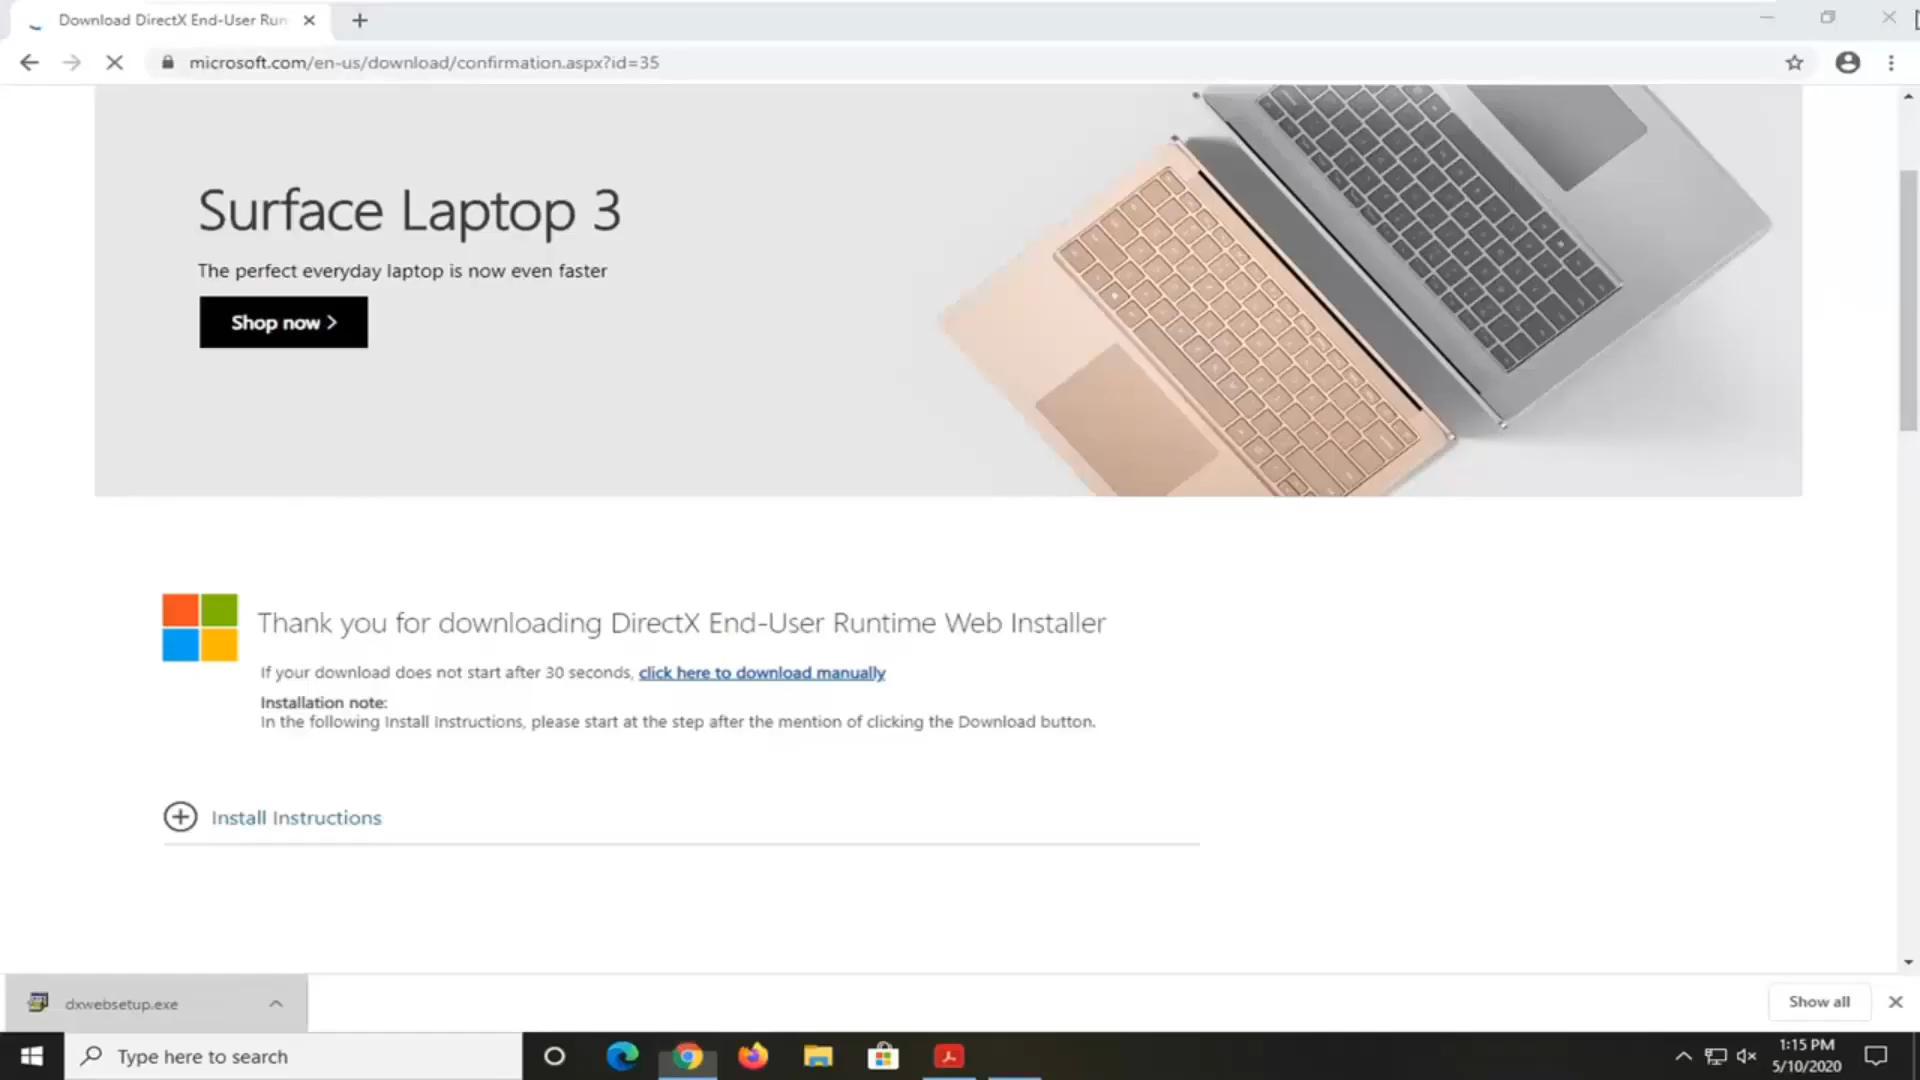 Download DirectX End-User Run
microsoft.com/en-us/download/confirmation.aspx?id=35
Surface Laptop 3
The perfect everyday laptop is now even faster
Shop now >
Thank you for downloading DirectX End-User Runtime Web Installer
If your download does not start after 30 seconds, click here to download manually
Installation note:
In the following Install Instructions, please start at the step after the mention of clicking the Download button.
Install Instructions
dxwebsetup.exe
Show all
Type here to search
1:15 PM
5/10/2020